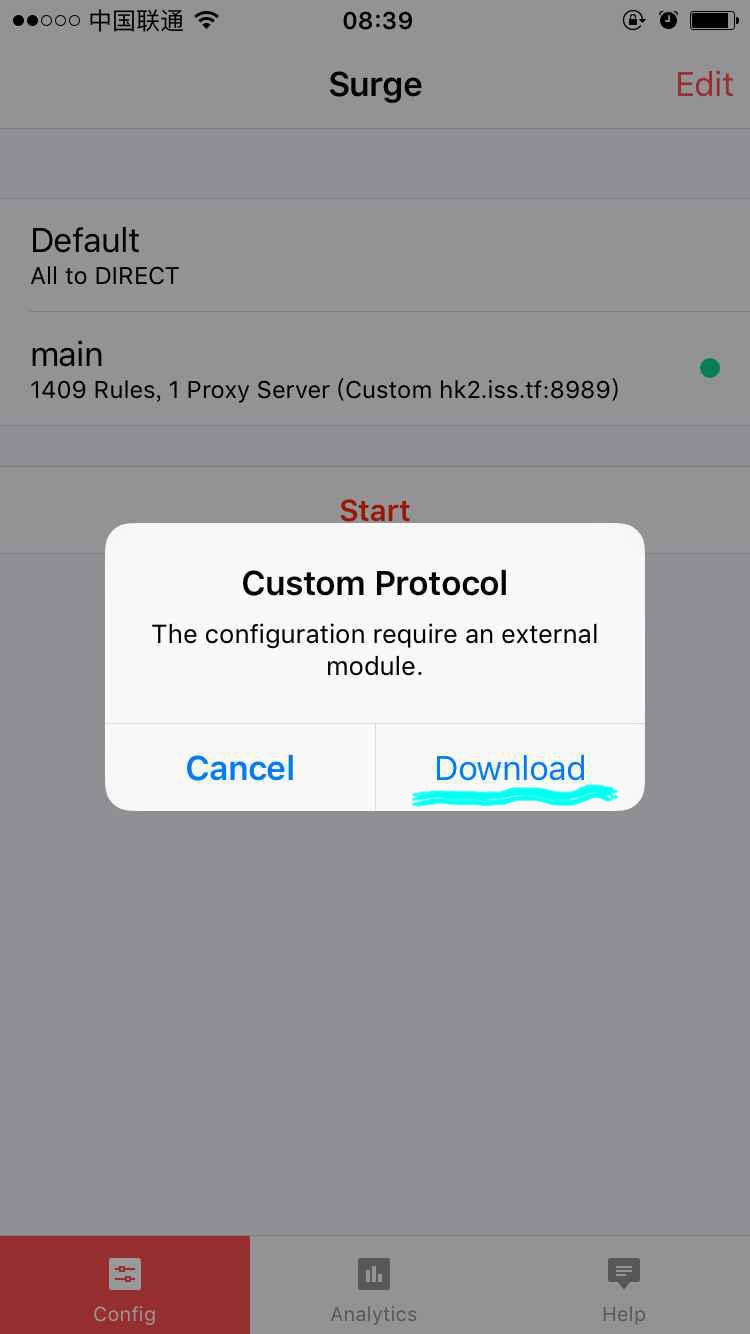 中国联通
08:39
Surge
Edit
Default
All to DIRECT
main
1409 Rules, 1 Proxy Server (Custom hk2.iss.tf:8989)
Start
Custom Protocol
The configuration require an external
module.
Cancel
Download
Config
Analytics
Help